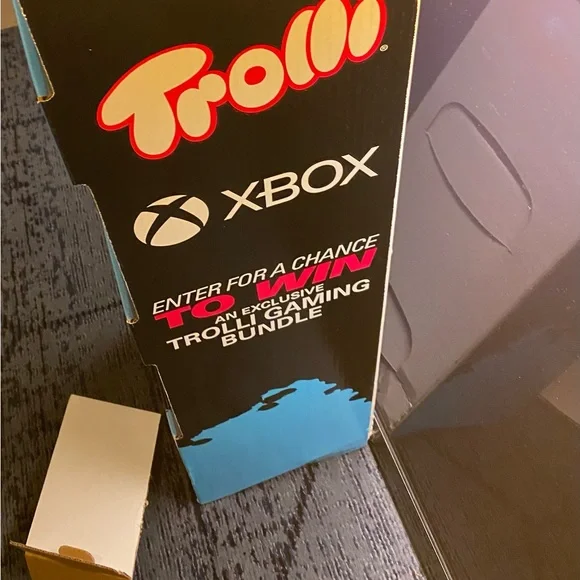 Trolli®
XBOX
ENTER FOR A CHANCE
TO WIN
AN EXCLUSIVE
TROLLI GAMING
BUNDLE